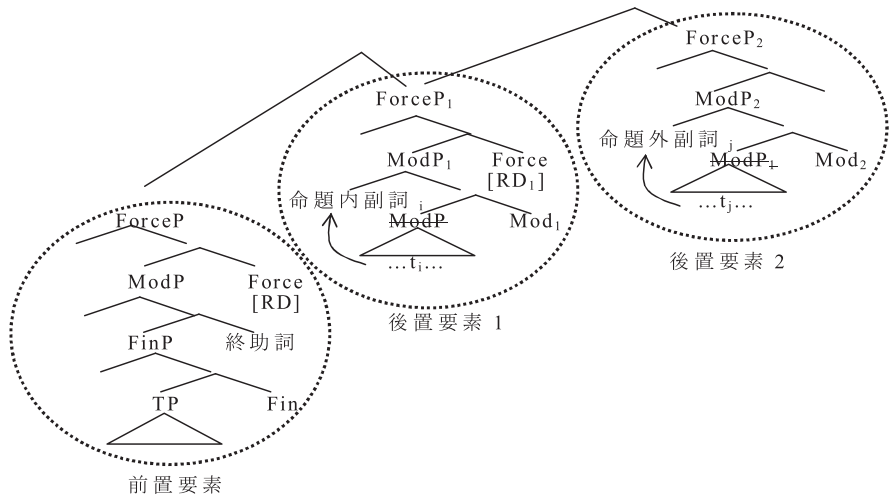 ForceP₂
ModP₂
命題外副詞 j
ModP₁ Mod₂
…tⱼ…
後置要素 2
ForceP₁
ModP₁ Force
[RD₁]
命題内副詞 i
ModP Mod₁
…tᵢ…
後置要素 1
ForceP
ModP Force
[RD]
FinP 終助詞
TP Fin
前置要素